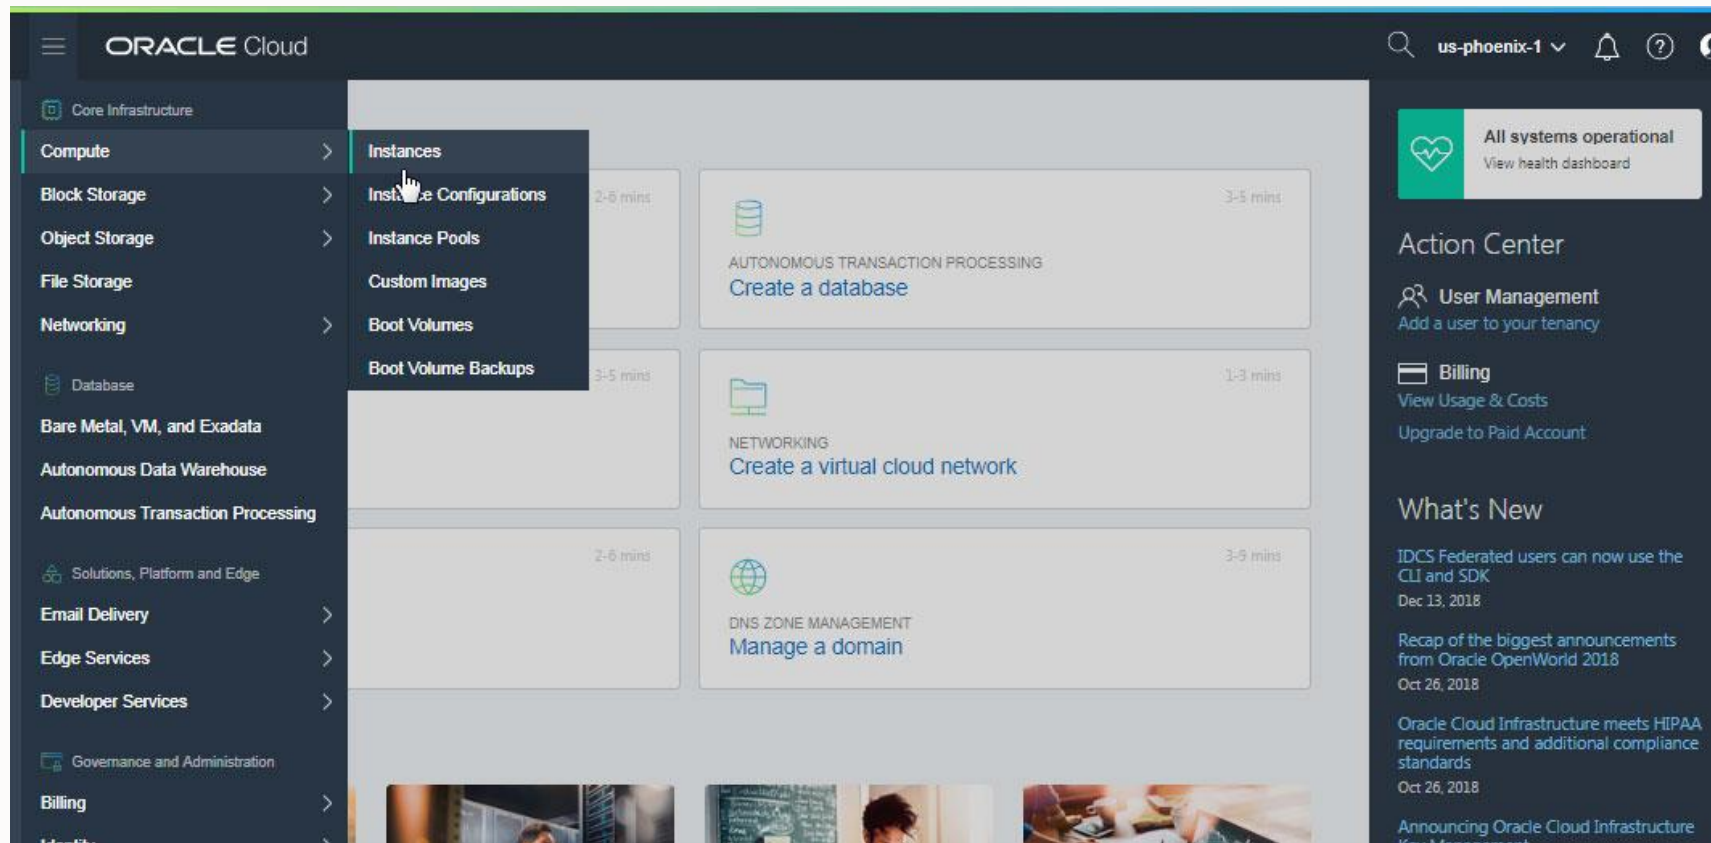 ORACLE Cloud
us-phoenix-1
Core Infrastructure
Compute
Block Storage
Object Storage
File Storage
Networking
Database
Bare Metal, VM, and Exadata
Autonomous Data Warehouse
Autonomous Transaction Processing
Solutions, Platform and Edge
Email Delivery
Edge Services
Developer Services
Governance and Administration
Billing
Identity
Instances
Instance Configurations
Instance Pools
Custom Images
Boot Volumes
Boot Volume Backups
2-6 mins
3-5 mins
2-6 mins
3-5 mins
AUTONOMOUS TRANSACTION PROCESSING
Create a database
1-3 mins
NETWORKING
Create a virtual cloud network
3-9 mins
DNS ZONE MANAGEMENT
Manage a domain
All systems operational
View health dashboard
Action Center
User Management
Add a user to your tenancy
Billing
View Usage & Costs
Upgrade to Paid Account
What's New
IDCS Federated users can now use the
CLI and SDK
Dec 13, 2018
Recap of the biggest announcements
from Oracle OpenWorld 2018
Oct 26, 2018
Oracle Cloud Infrastructure meets HIPAA
requirements and additional compliance
standards
Oct 26, 2018
Announcing Oracle Cloud Infrastructure
Key Management